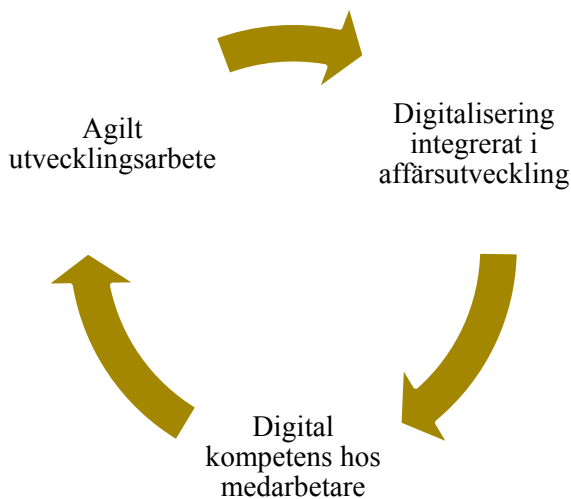 Agilt
utvecklingsarbete
Digitalisering
integrerat i
affärsutveckling
Digital
kompetens hos
medarbetare